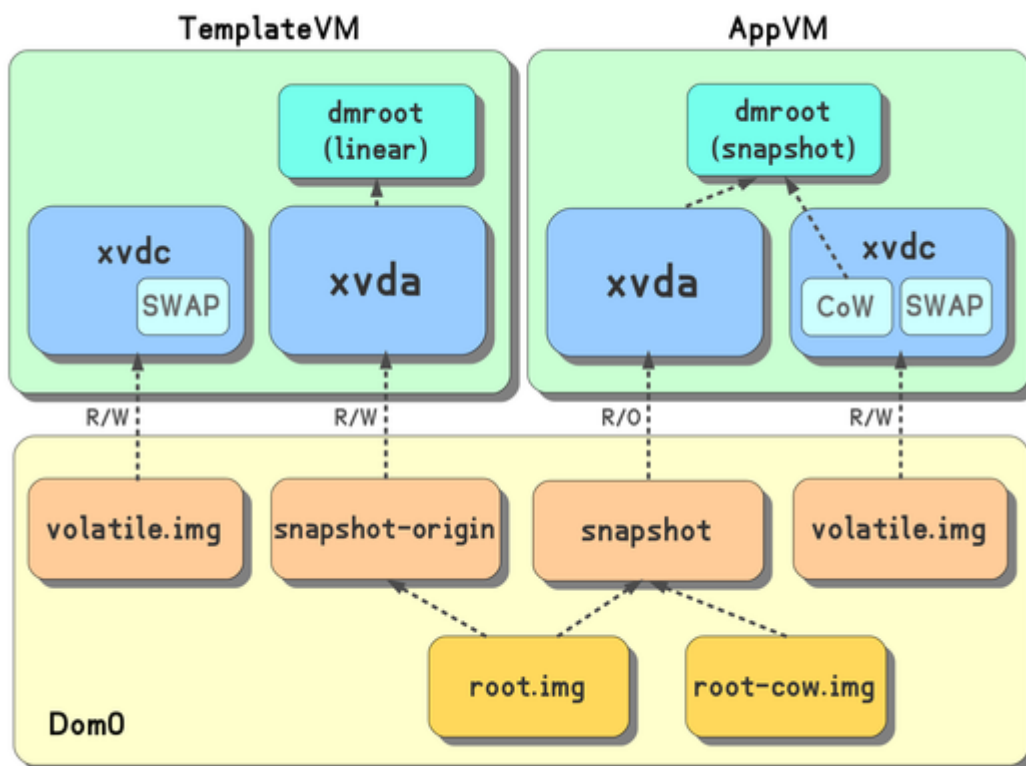 TemplateVM
AppVM
dmroot
(linear)
dmroot
(snapshot)
xvdc
SWAP
xvda
xvda
xvdc
CoW
SWAP
R/W
R/W
R/O
R/W
volatile.img
snapshot-origin
snapshot
volatile.img
root.img
root-cow.img
Dom0